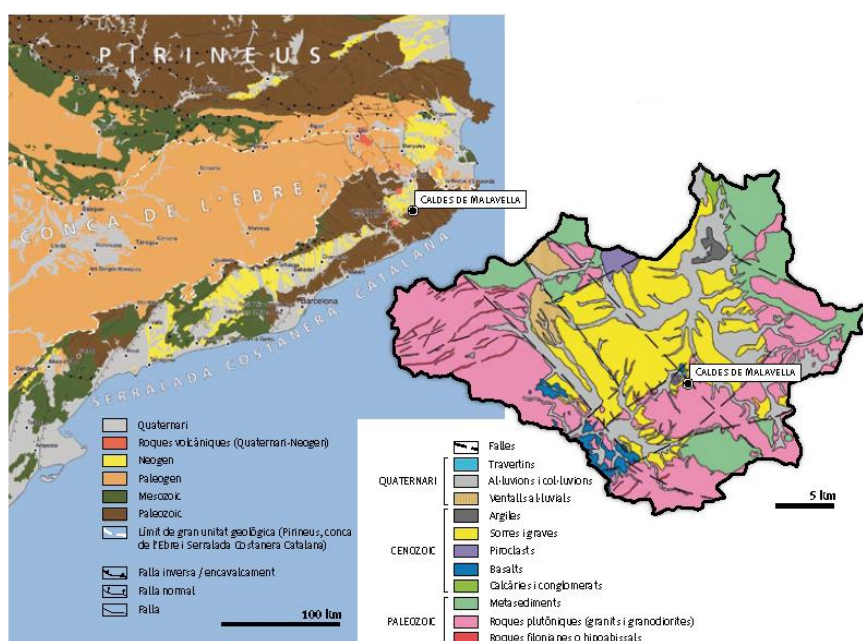 PIRINEUS
CONCA DE L'EBRE
CALDES DE MALAVELLA
Barcelona
SERRALADA COSTANERA CATALANA
Quaternari
Roques volcàniques (Quaternari-Neogen)
Neogen
Paleogen
Mesozoic
Paleozoic
Límit de gran unitat geològica (Pirineus, conca
de l'Ebre i Serralada Costanera Catalana)
Falla inversa / encavalcament
Falla normal
Falla
100 km
CALDES DE MALAVELLA
5 km
Falles
QUATERNARI
Travertins
Al·luvions i col·luvions
Ventalls al·luvials
CENOZOIC
Argiles
Sorres i graves
Piroclasts
Basalts
Calcàries i conglomerats
PALEOZOIC
Metasediments
Roques plutòniques (granits i granodiorites)
Roques filonianes o hipoabissals